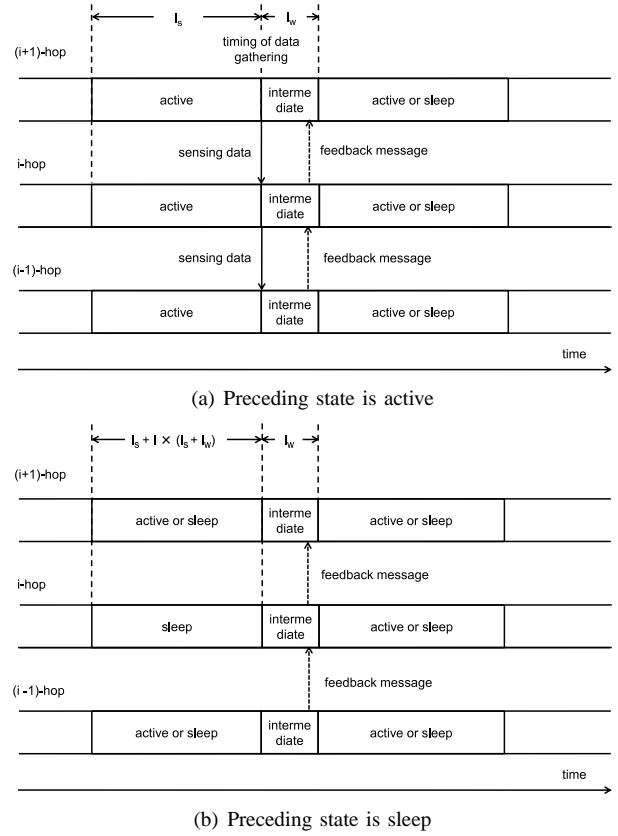 I_s I_w
timing of data
gathering
(i+1)-hop
active
interme
diate
active or sleep
sensing data
feedback message
i-hop
active
interme
diate
active or sleep
sensing data
feedback message
(i-1)-hop
active
interme
diate
active or sleep
time
(a) Preceding state is active
I_s + I × (I_s + I_w) I_w
(i+1)-hop
active or sleep
interme
diate
active or sleep
feedback message
i-hop
sleep
interme
diate
active or sleep
feedback message
(i -1)-hop
active or sleep
interme
diate
active or sleep
time
(b) Preceding state is sleep